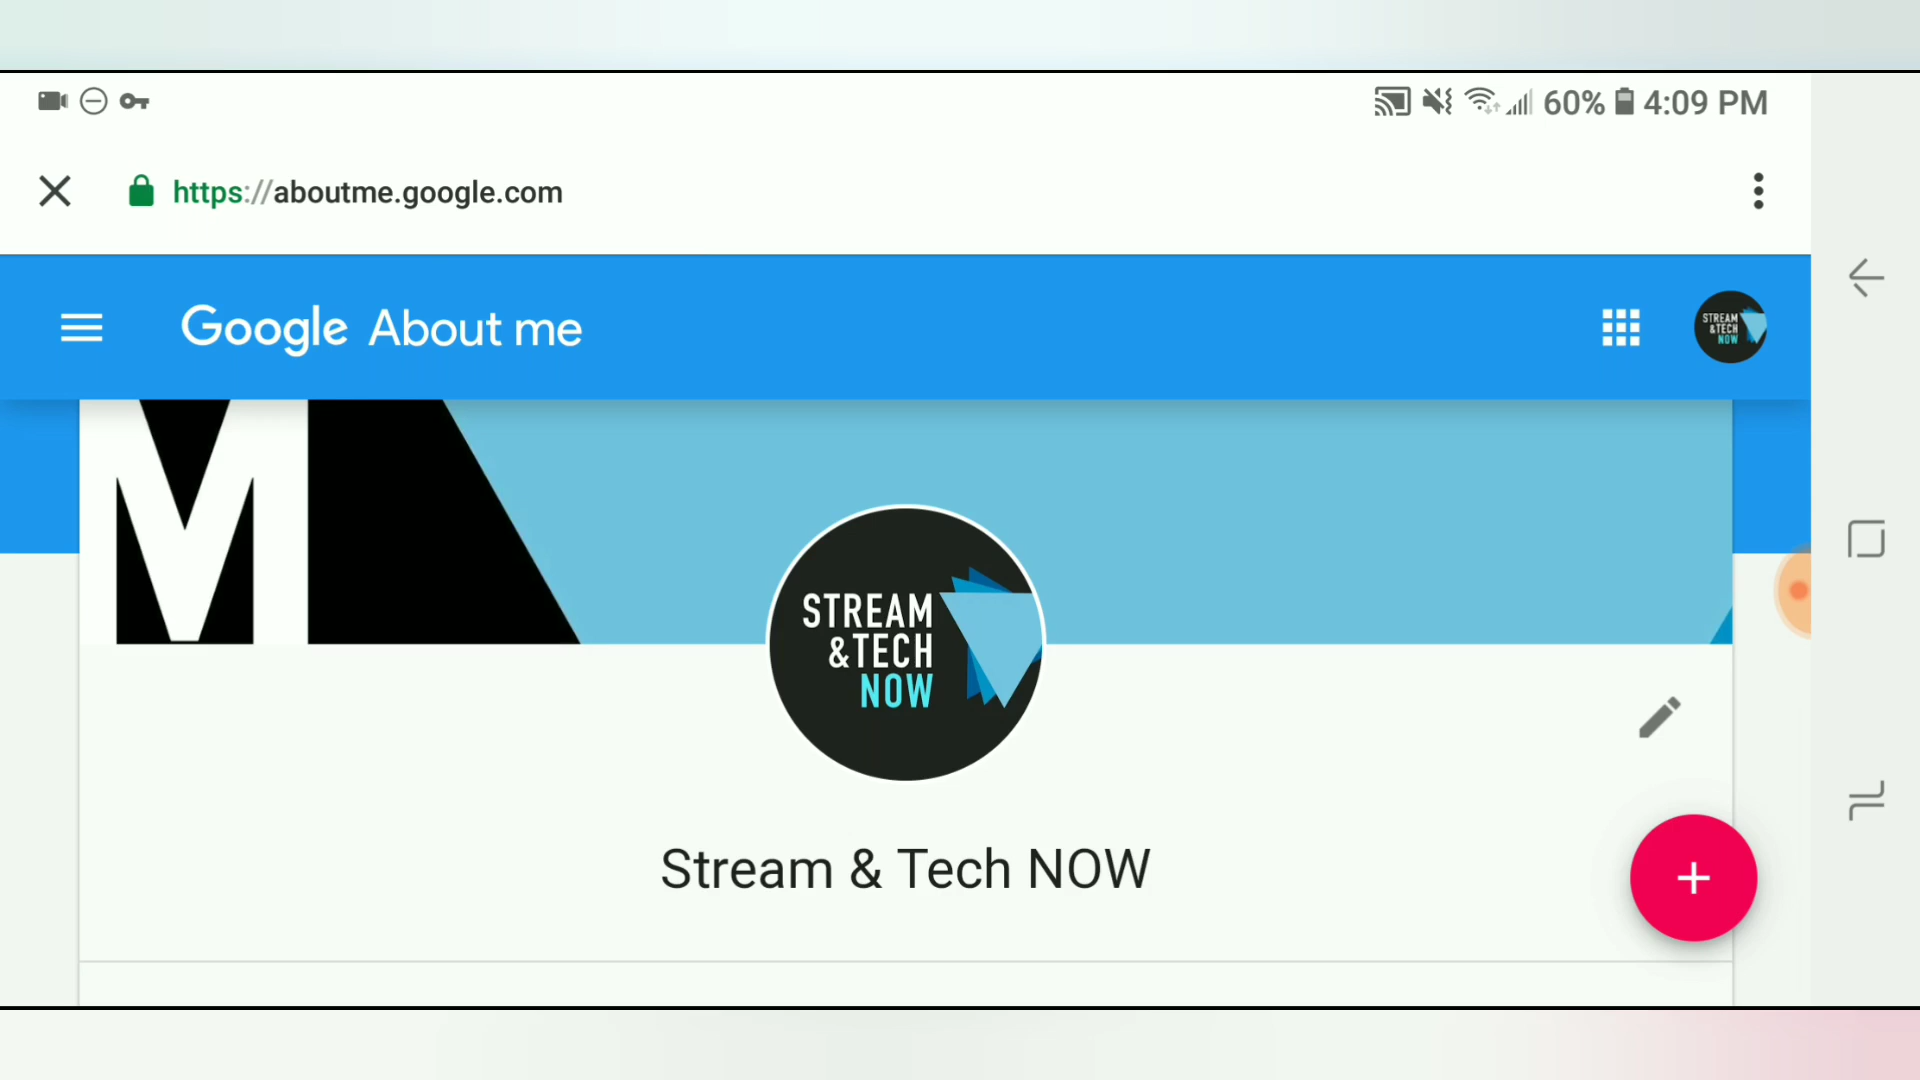 60% 4:09 PM
https://aboutme.google.com
Google About me
STREAM
&TECH
NOW
M
STREAM
&TECH
NOW
Stream & Tech NOW